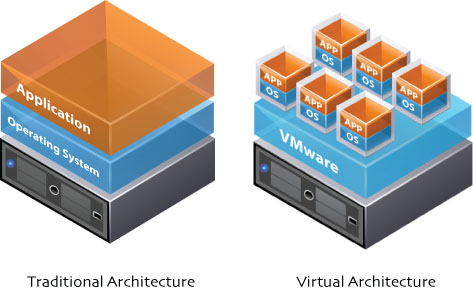 Application
Operating System
Traditional Architecture
APP
OS
APP
OS
APP
OS
APP
OS
APP
OS
APP
OS
VMware
Virtual Architecture